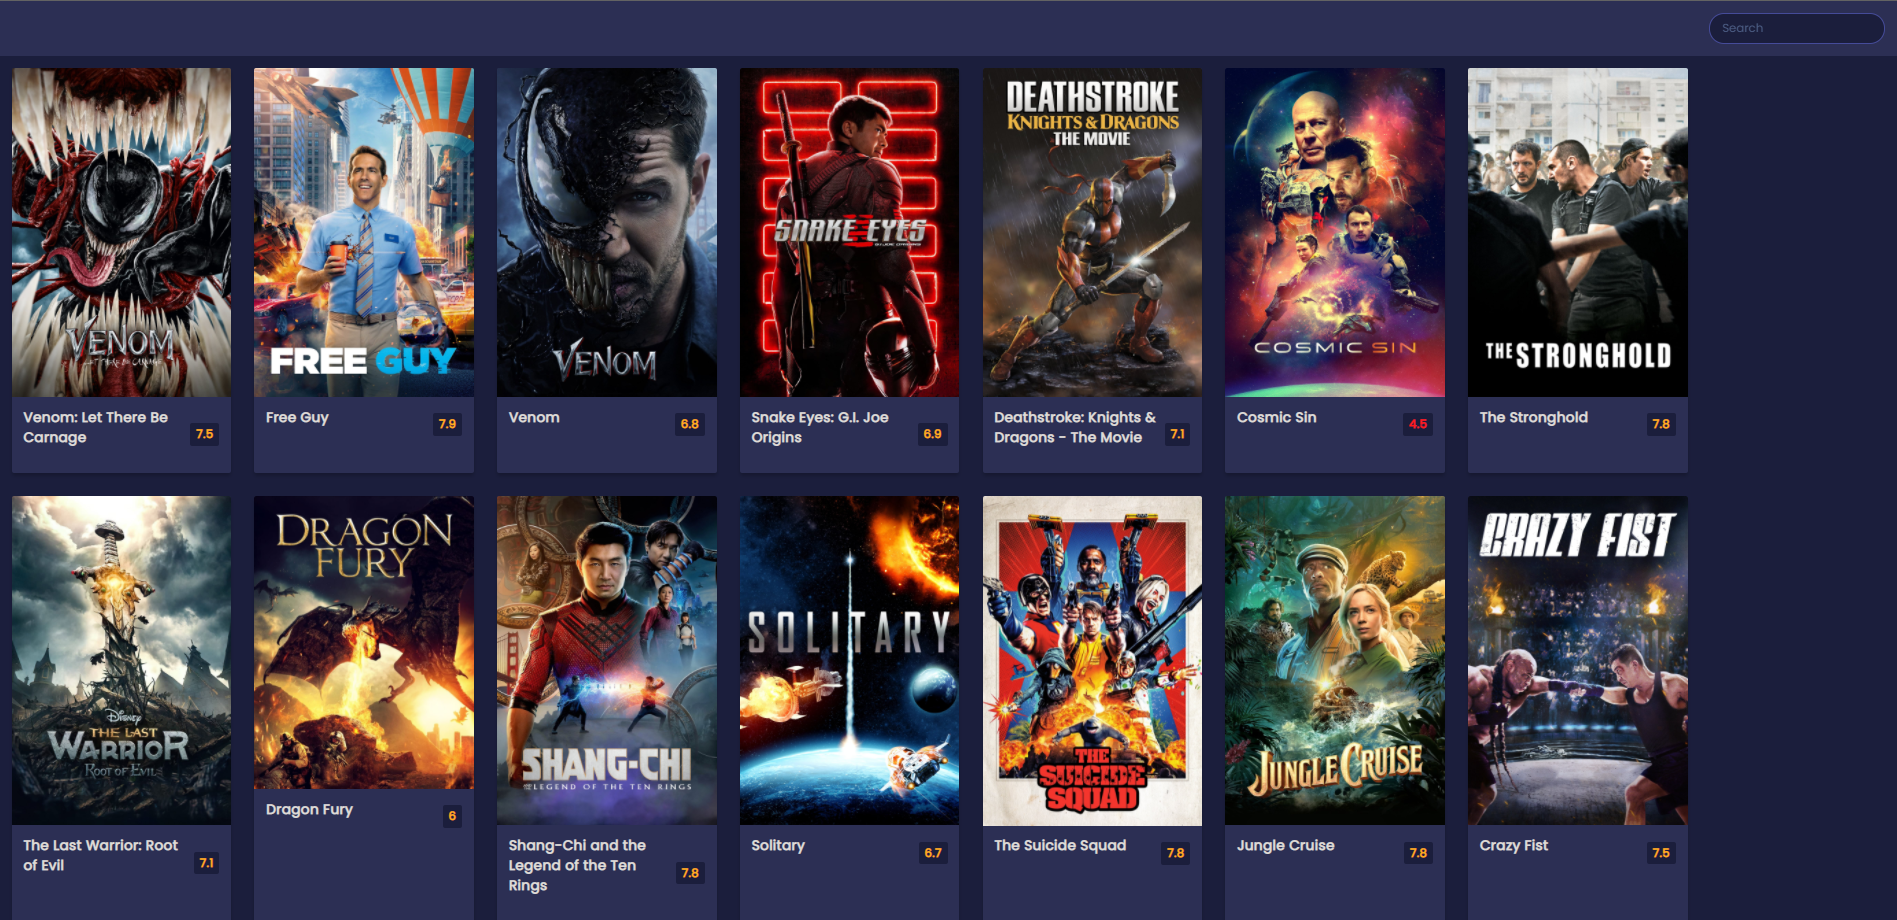 Search
VENOM
LET THERE BE CARNAGE
FREE GUY
VENOM
SNAKE EYES
DEATHSTROKE
KNIGHTS & DRAGONS
THE MOVIE
COSMIC SIN
THE STRONGHOLD
Venom: Let There Be
Carnage
7.5
Free Guy
7.9
Venom
6.8
Snake Eyes: G.I. Joe
Origins
6.9
Deathstroke: Knights &
Dragons - The Movie
7.1
Cosmic Sin
4.5
The Stronghold
7.8
DISNEY
THE LAST
WARRIOR
ROOT OF EVIL
DRAGON
FURY
SHANG-CHI
LEGEND OF THE TEN RINGS
SOLITARY
THE
SUICIDE
SQUAD
JUNGLE CRUISE
CRAZY FIST
The Last Warrior: Root
of Evil
7.1
Dragon Fury
6
Shang-Chi and the
Legend of the Ten
Rings
7.8
Solitary
6.7
The Suicide Squad
7.8
Jungle Cruise
7.8
Crazy Fist
7.5